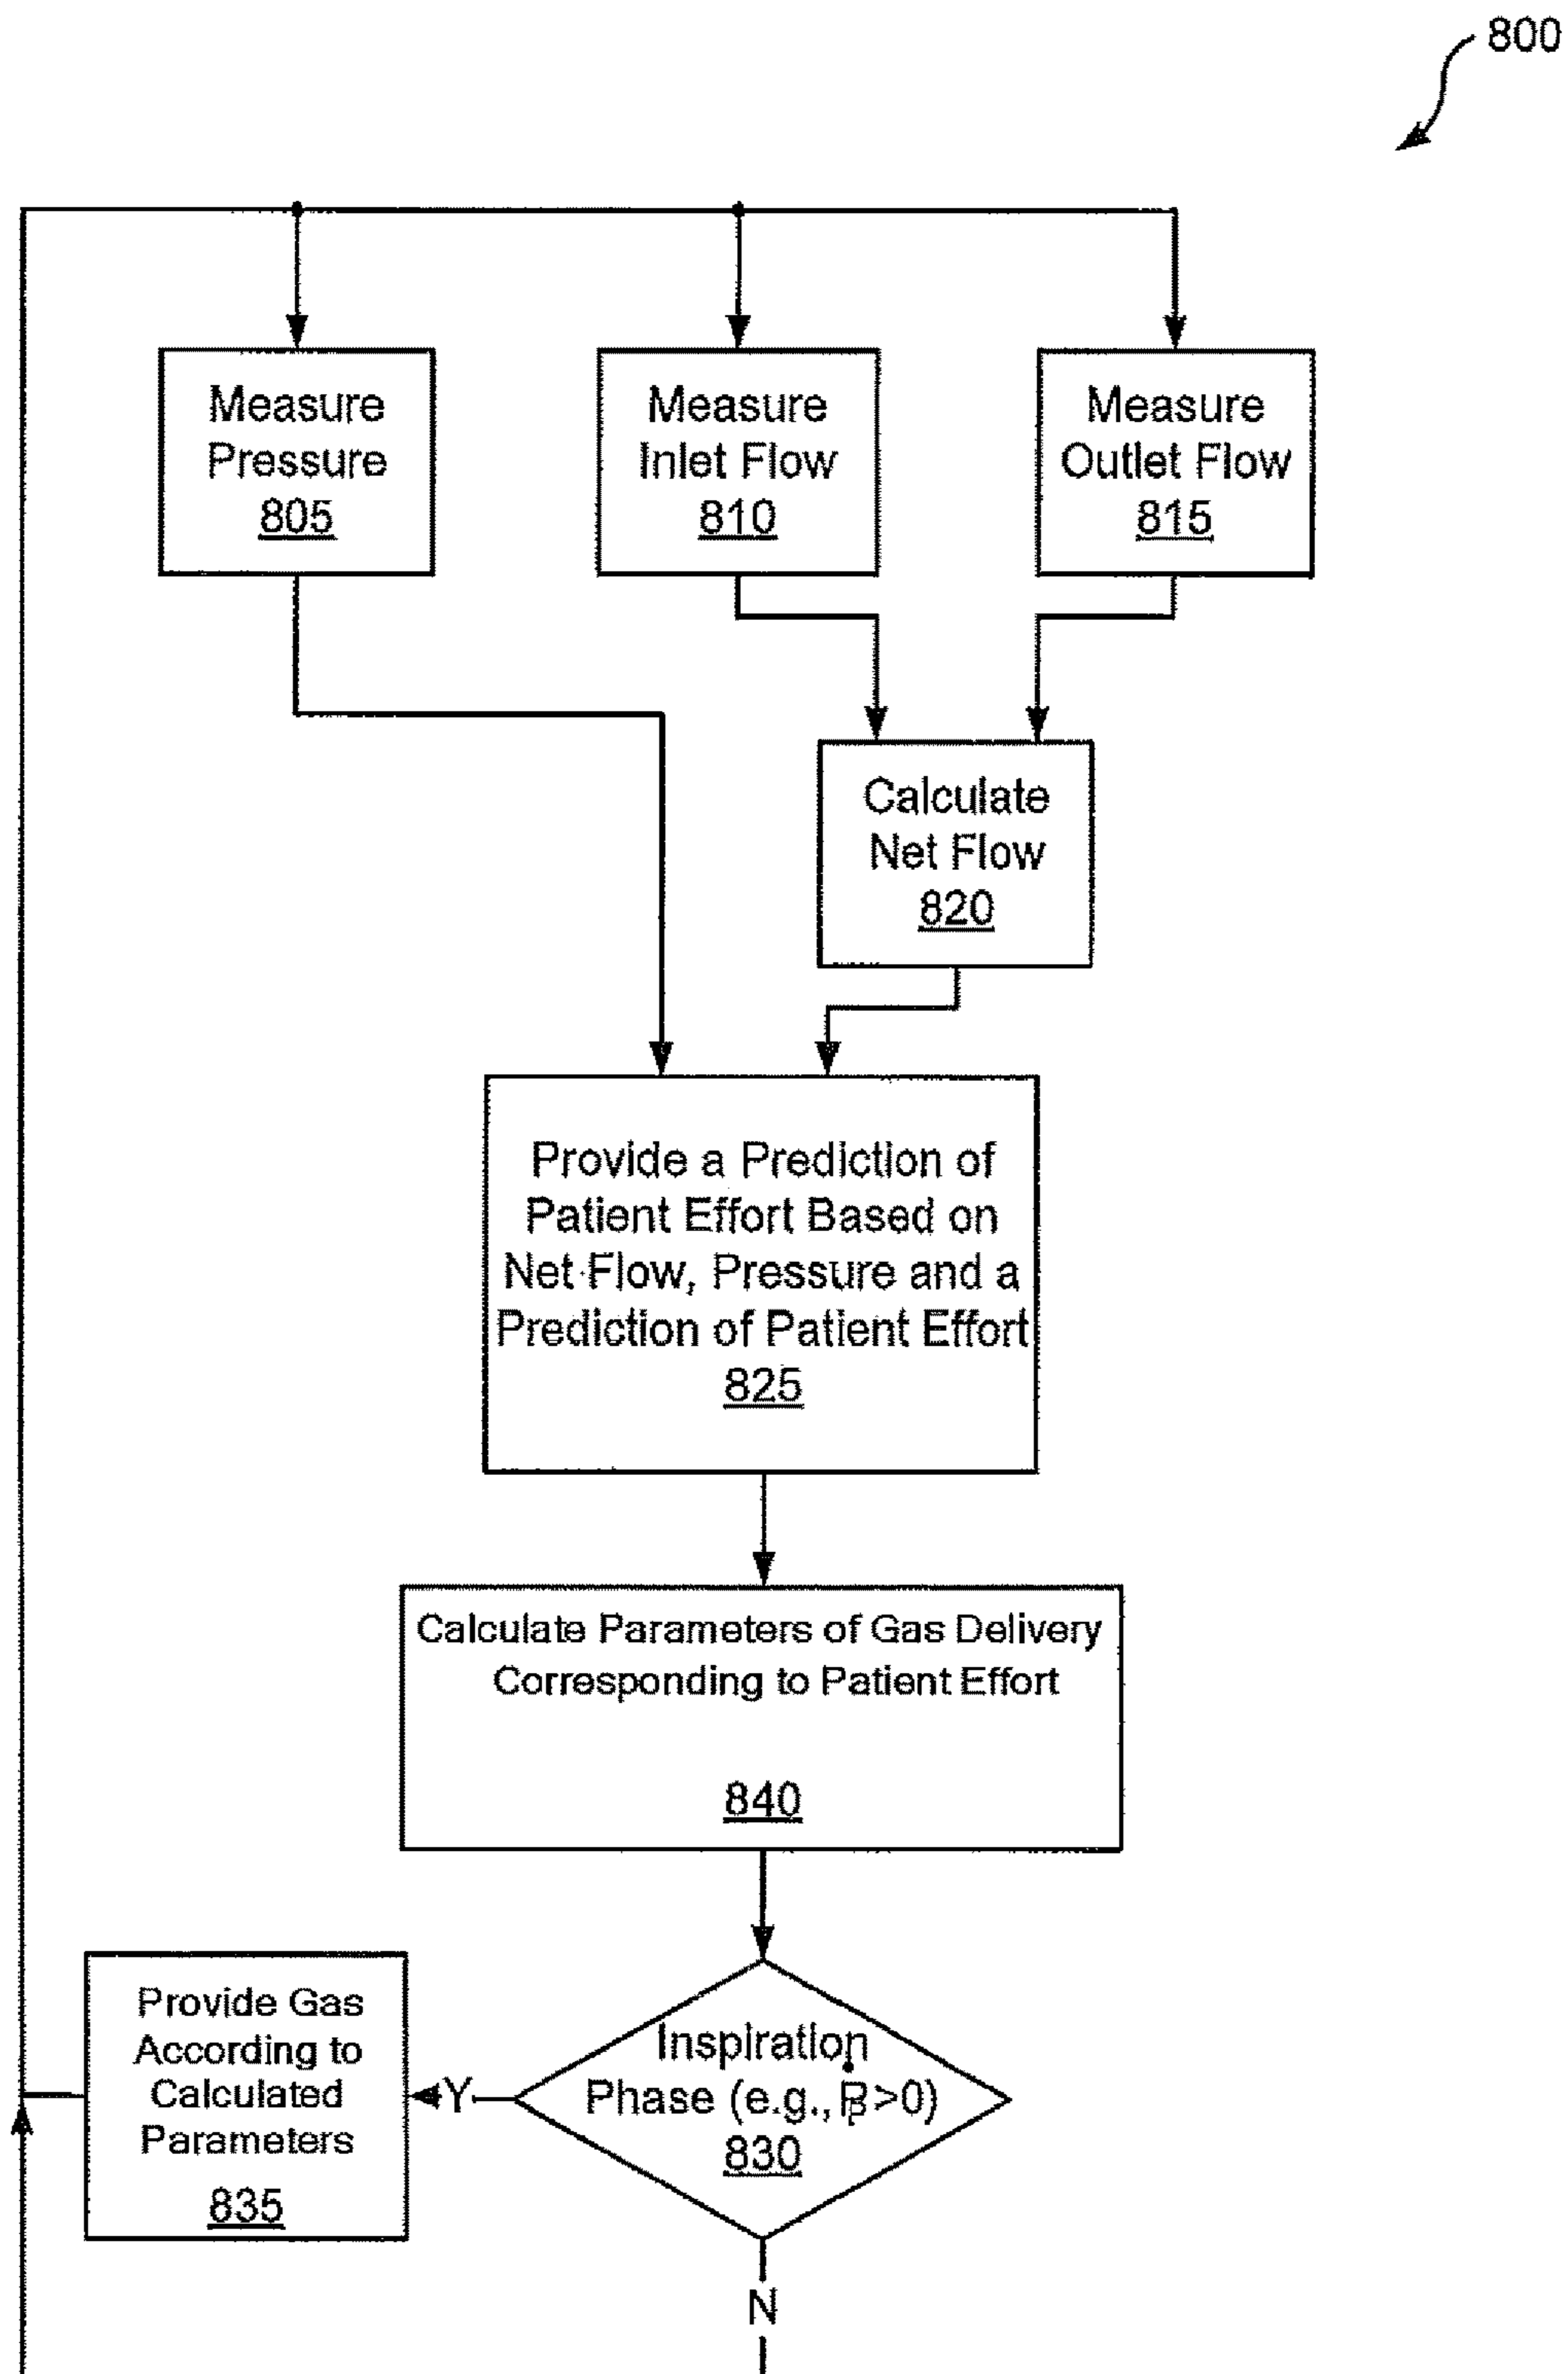 800
Measure
Pressure
805
Measure
Inlet Flow
810
Measure
Outlet Flow
815
Calculate
Net Flow
820
Provide a Prediction of
Patient Effort Based on
Net Flow, Pressure and a
Prediction of Patient Effort
825
Calculate Parameters of Gas Delivery
Corresponding to Patient Effort
840
Provide Gas
According to
Calculated
Parameters
835
Y
Inspiration
Phase (e.g., Ṗp>0)
830
N